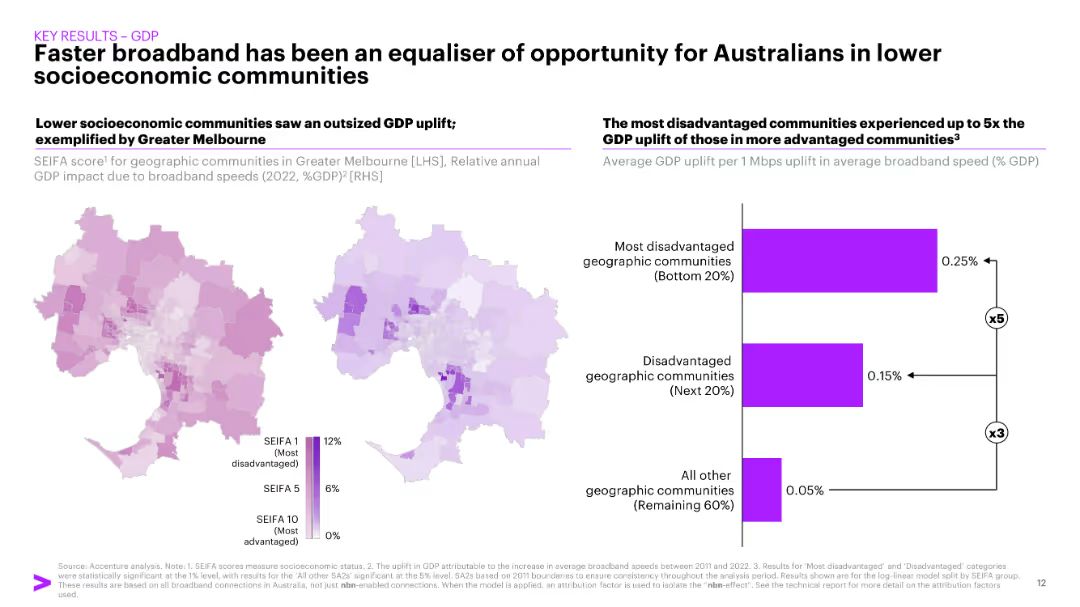 KEY RESULTS – GDP
Faster broadband has been an equaliser of opportunity for Australians in lower
socioeconomic communities
Lower socioeconomic communities saw an outsized GDP uplift;
exemplified by Greater Melbourne
SEIFA score¹ for geographic communities in Greater Melbourne [LHS], Relative annual
GDP impact due to broadband speeds (2022, %GDP)² [RHS]
SEIFA 1
(Most
disadvantaged)
SEIFA 5
SEIFA 10
(Most
advantaged)
12%
6%
0%
The most disadvantaged communities experienced up to 5x the
GDP uplift of those in more advantaged communities³
Average GDP uplift per 1 Mbps uplift in average broadband speed (% GDP)
Most disadvantaged
geographic communities
(Bottom 20%)
0.25%
x5
Disadvantaged
geographic communities
(Next 20%)
0.15%
x3
All other
geographic communities
(Remaining 60%)
0.05%
Source: Accenture analysis. Note: 1. SEIFA scores measure socioeconomic status, 2. The uplift in GDP attributable to the increase in average broadband speeds between 2011 and 2022. 3. Results for 'Most disadvantaged' and 'Disadvantaged' categories
were statistically significant at the 1% level, with results for the 'All other SA2s' significant at the 5% level. SA2s based on 2011 boundaries to ensure consistency throughout the analysis period. Results shown are for the log-linear model split by SEIFA group.
These results are based on all broadband connections in Australia, not just nbn-enabled connections. When the model is applied, an attribution factor is used to isolate the "nbn-effect". See the technical report for more detail on the attribution factors
used.
12